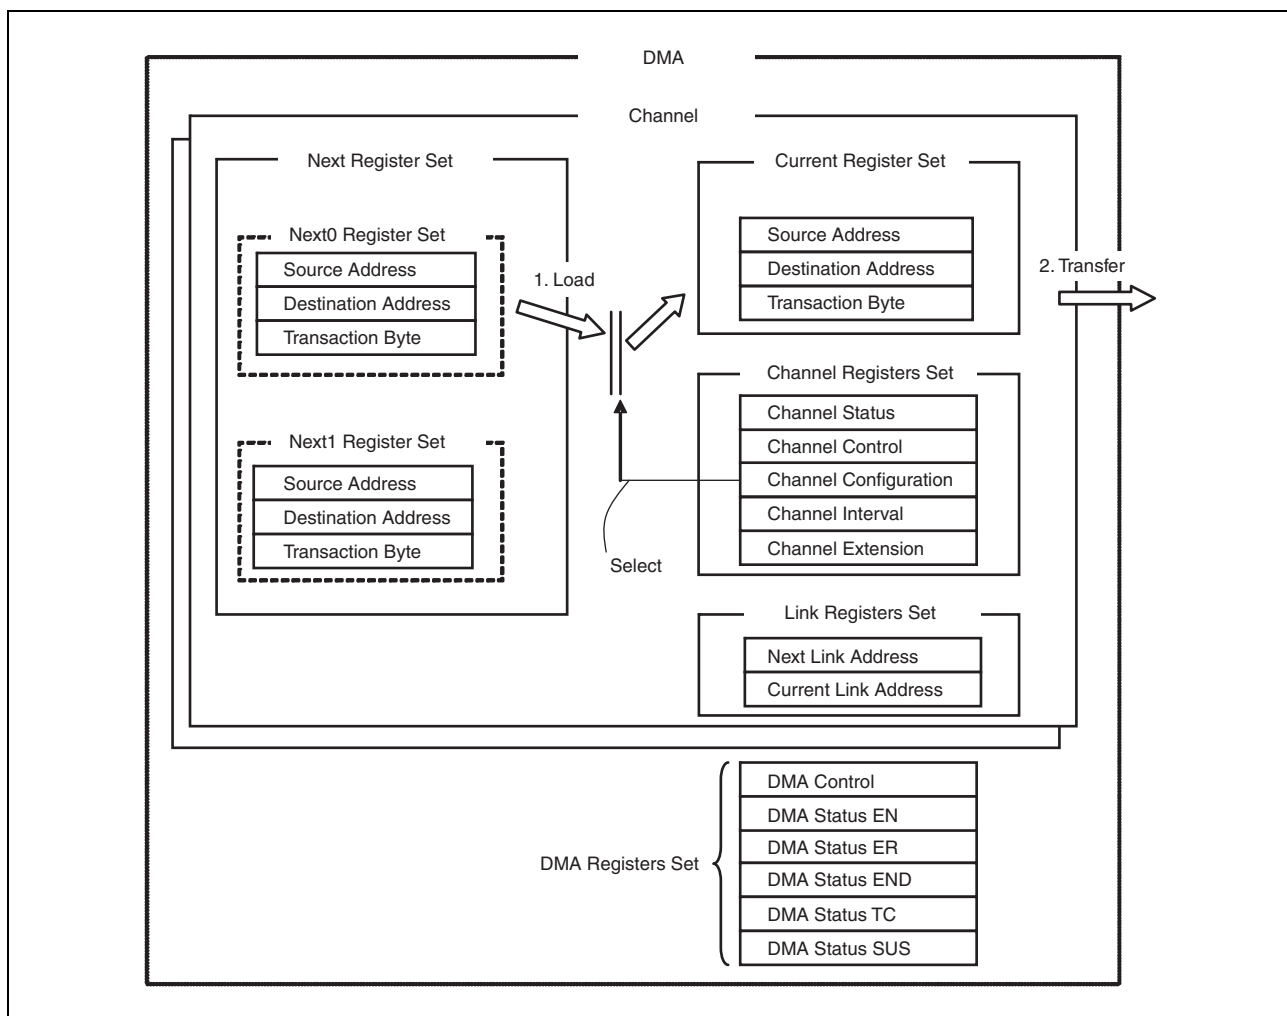 DMA
Channel
Next Register Set
Next0 Register Set
Source Address
Destination Address
Transaction Byte
Next1 Register Set
Source Address
Destination Address
Transaction Byte
1. Load
Select
Current Register Set
Source Address
Destination Address
Transaction Byte
2. Transfer
Channel Registers Set
Channel Status
Channel Control
Channel Configuration
Channel Interval
Channel Extension
Link Registers Set
Next Link Address
Current Link Address
DMA Registers Set
DMA Control
DMA Status EN
DMA Status ER
DMA Status END
DMA Status TC
DMA Status SUS